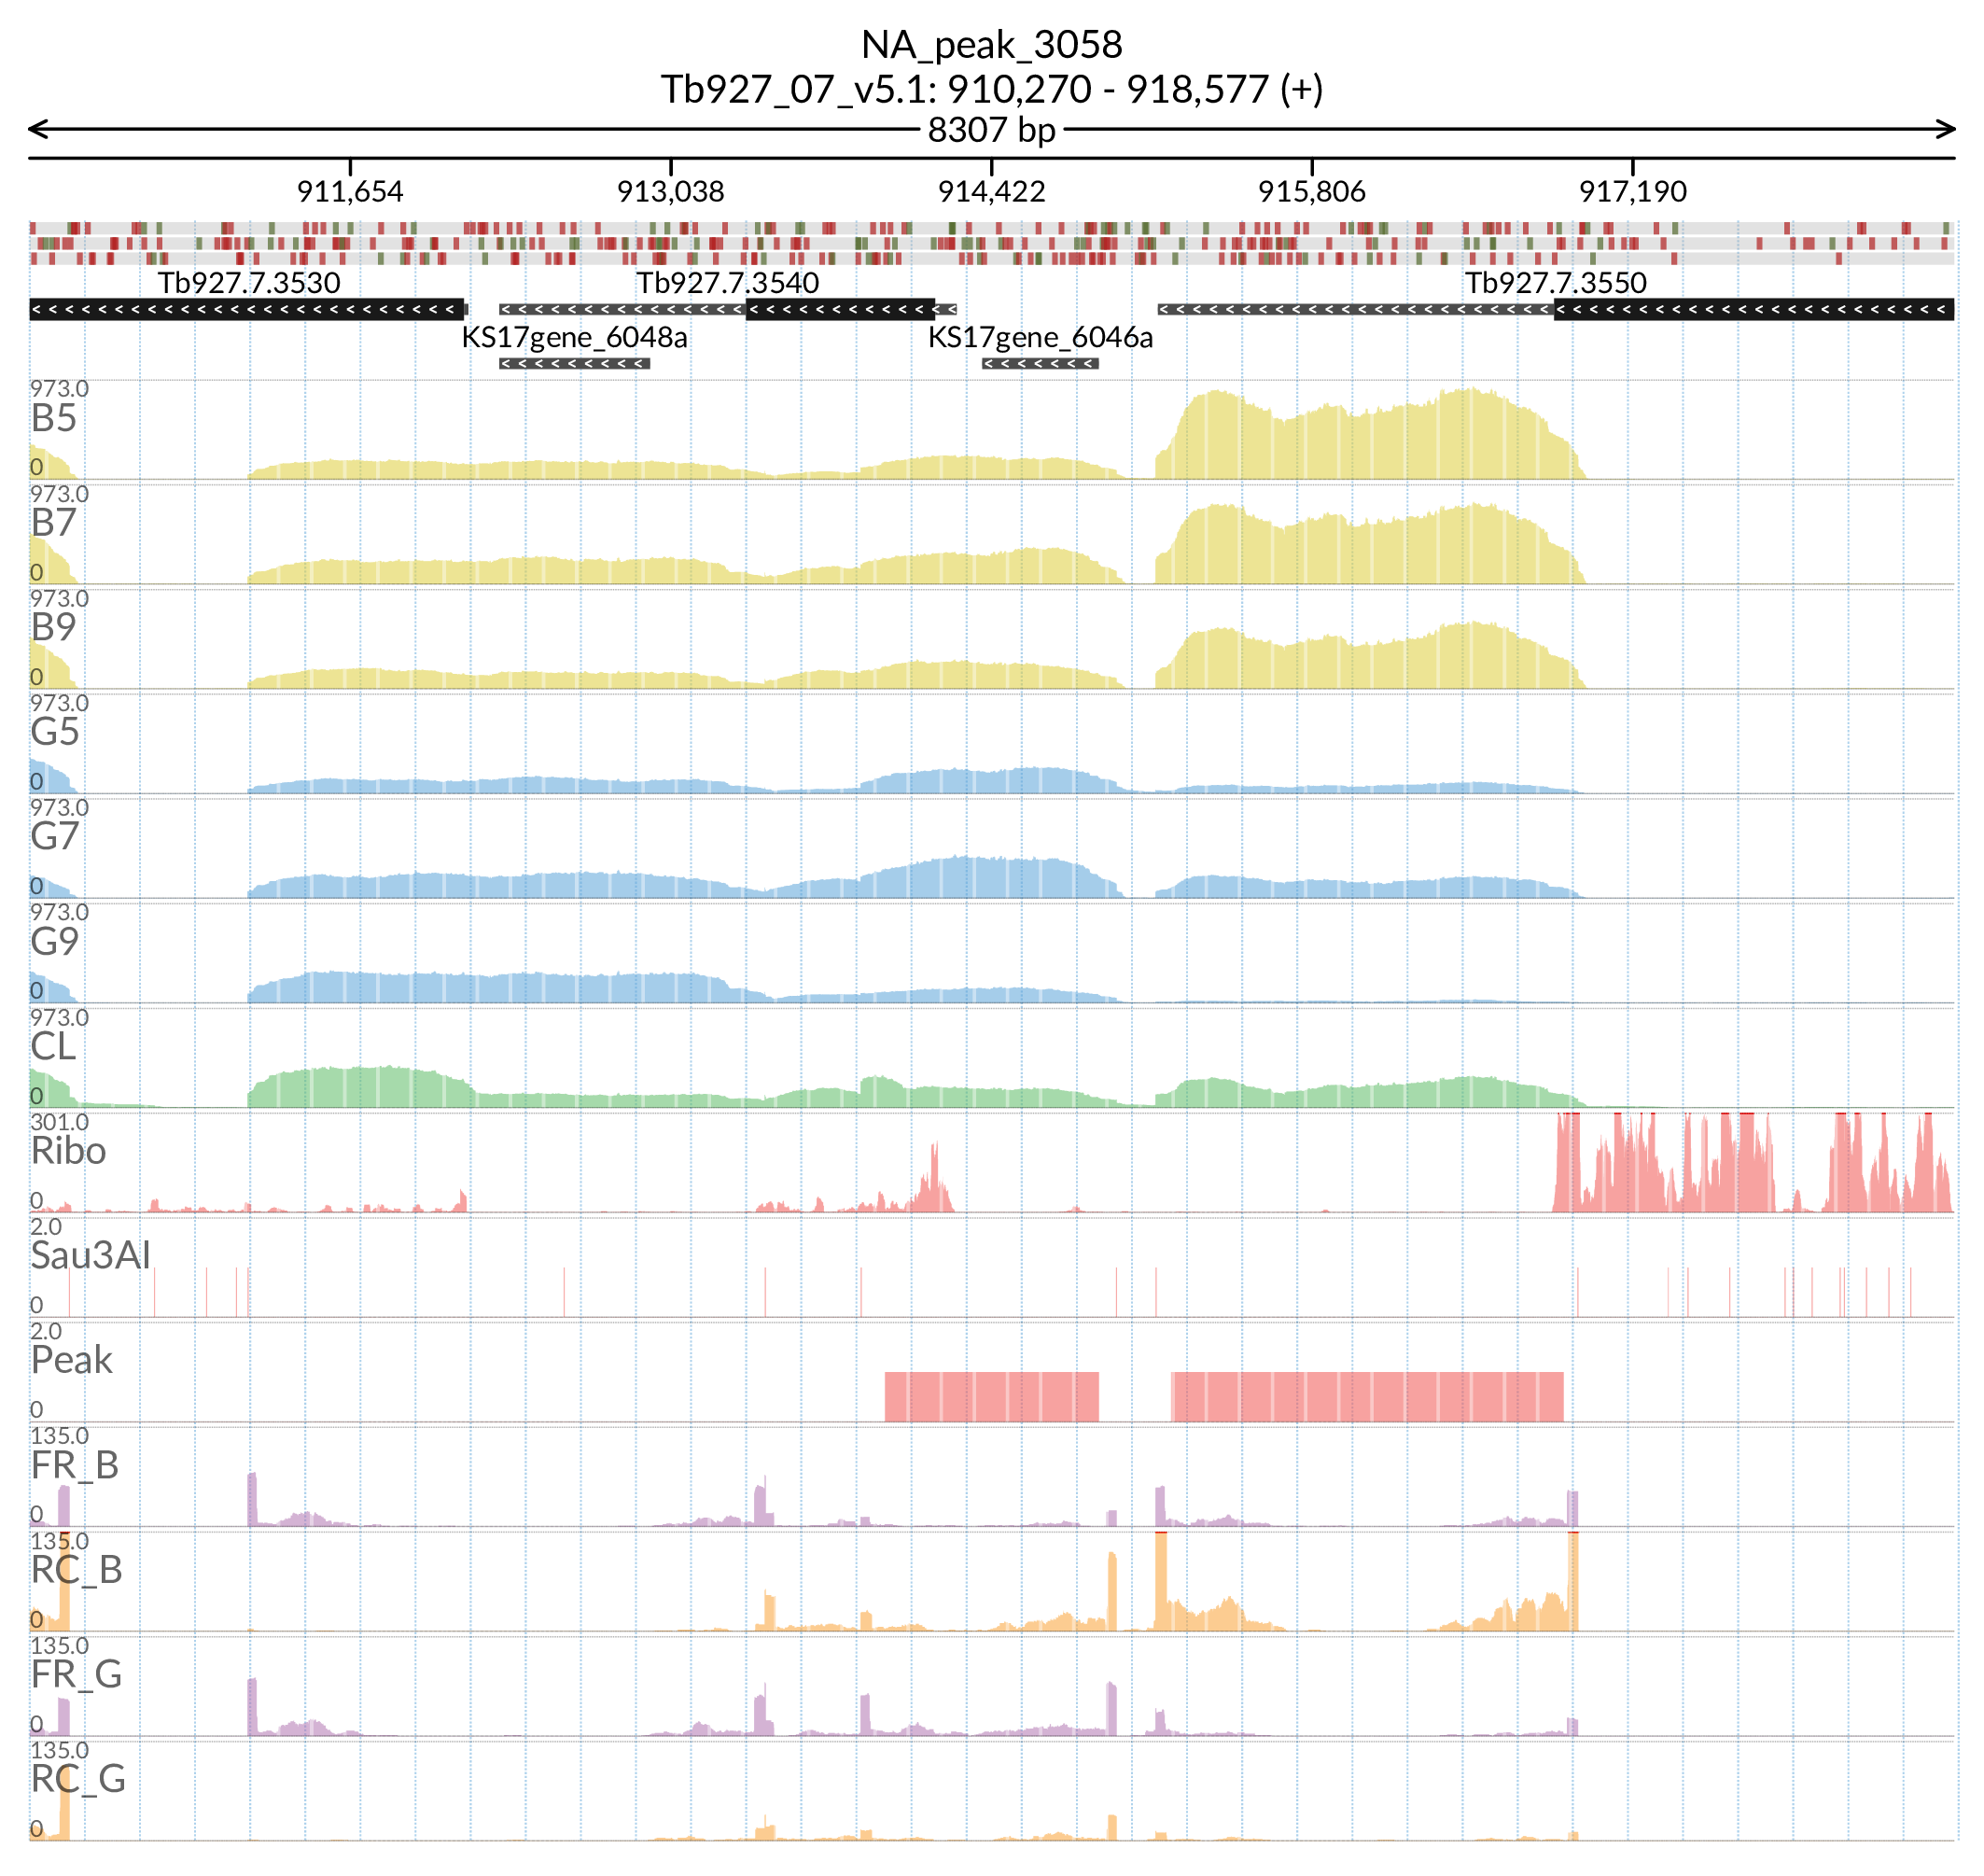 NA_peak_3058
Tb927_07_v5.1: 910,270 - 918,577 (+)
8307 bp
911,654 913,038 914,422 915,806 917,190
Tb927.7.3530 Tb927.7.3540 Tb927.7.3550
KS17gene_6048a KS17gene_6046a
973.0
B5
0
973.0
B7
0
973.0
B9
0
973.0
G5
0
973.0
G7
0
973.0
G9
0
973.0
CL
0
301.0
Ribo
0
2.0
Sau3AI
0
2.0
Peak
0
135.0
FR_B
0
135.0
RC_B
0
135.0
FR_G
0
135.0
RC_G
0